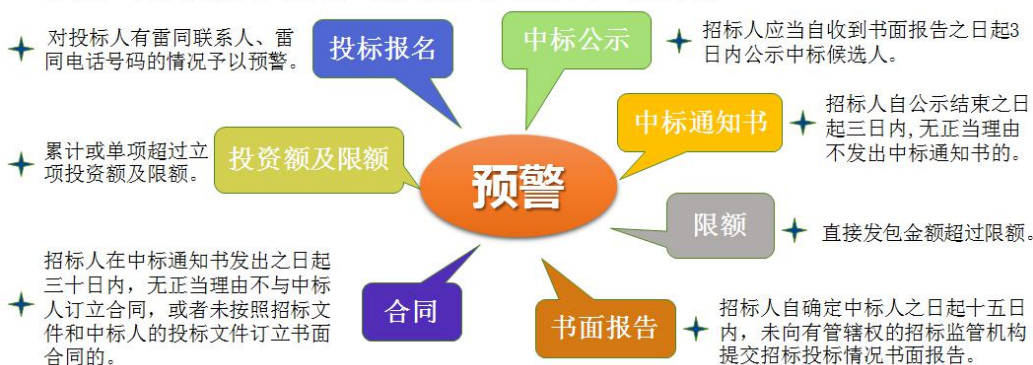 对投标人有雷同联系人、雷
同电话号码的情况予以预警。
投标报名
中标公示
招标人应当自收到书面报告之日起3
日内公示中标候选人。
累计或单项超过立
项投资额及限额。
投资额及限额
预警
中标通知书
招标人自公示结束之日
起三日内,无正当理由
不发出中标通知书的。
限额
直接发包金额超过限额。
招标人在中标通知书发出之日起
三十日内，无正当理由不与中标
人订立合同，或者未按照招标文
件和中标人的投标文件订立书面
合同的。
合同
书面报告
招标人自确定中标人之日起十五日
内，未向有管辖权的招标监管机构
提交招标投标情况书面报告。